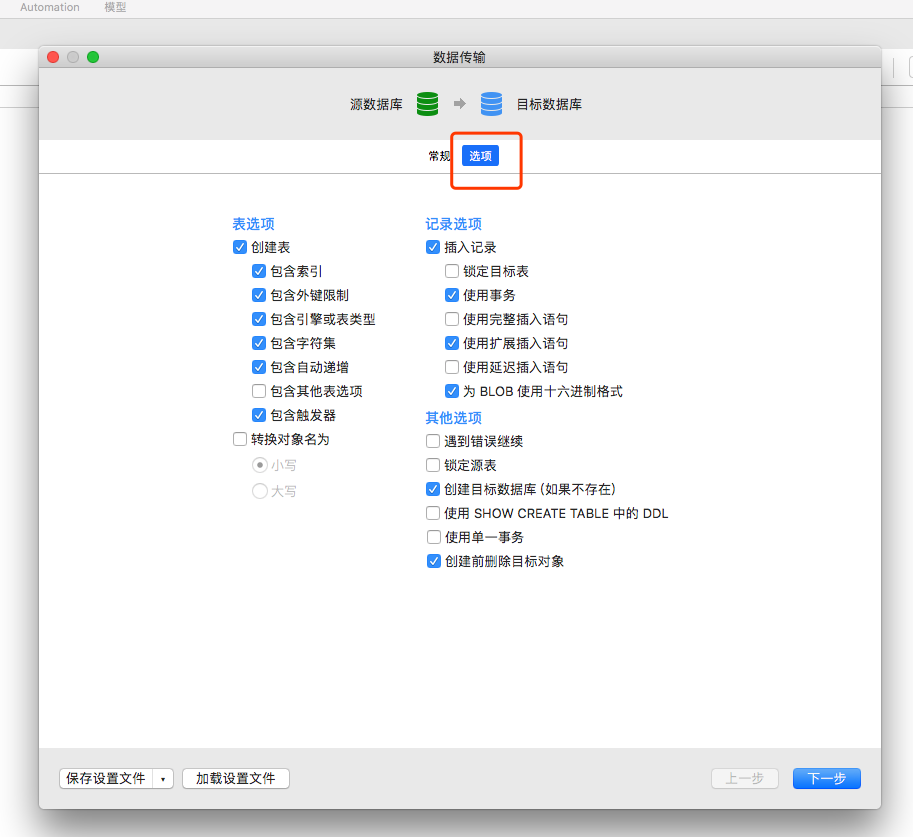 Automation 模型
数据传输
源数据库 目标数据库
常规 选项
表选项
创建表
包含索引
包含外键限制
包含引擎或表类型
包含字符集
包含自动递增
包含其他表选项
包含触发器
转换对象名为
小写
大写
记录选项
插入记录
锁定目标表
使用事务
使用完整插入语句
使用扩展插入语句
使用延迟插入语句
为 BLOB 使用十六进制格式
其他选项
遇到错误继续
锁定源表
创建目标数据库 (如果不存在)
使用 SHOW CREATE TABLE 中的 DDL
使用单一事务
创建前删除目标对象
保存设置文件 加载设置文件 上一步 下一步